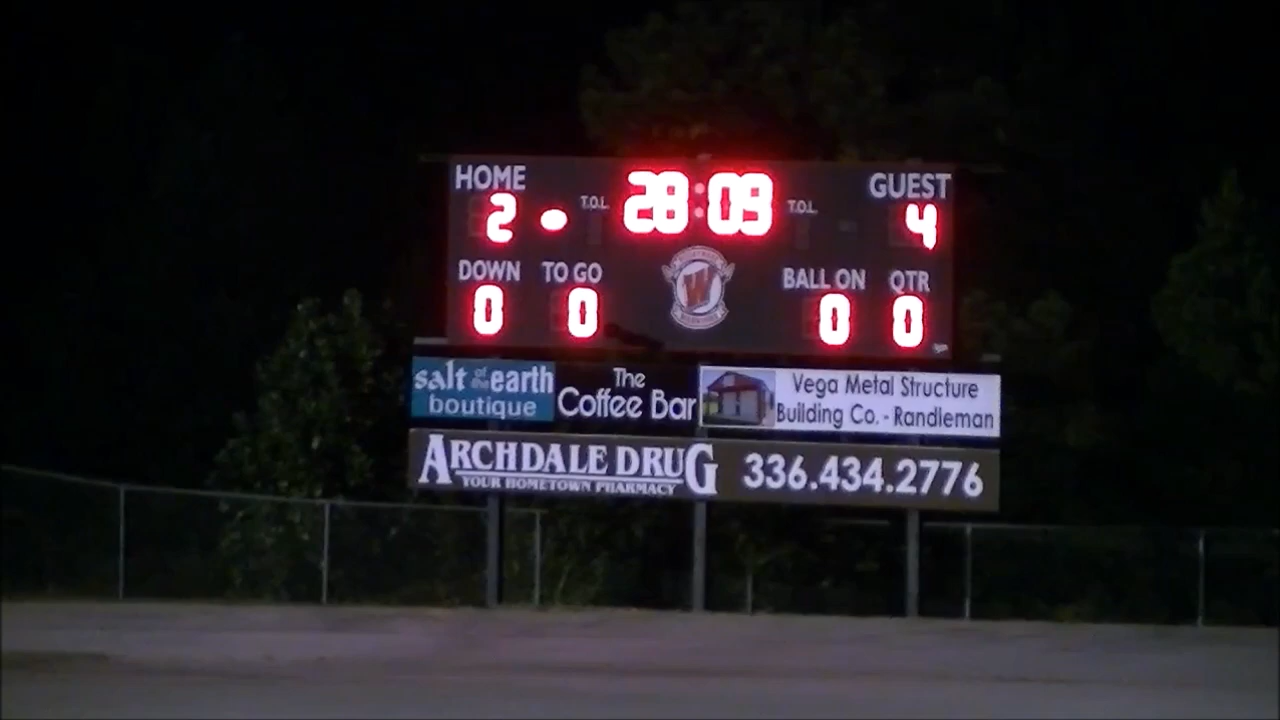 HOME
28:09
GUEST
2
T.O.L.
T.O.L.
4
DOWN
TO GO
W
BALL ON
QTR
0
0
0
0
salt of the earth
boutique
The
Coffee Bar
Vega Metal Structure
Building Co. - Randleman
ARCHDALE DRUG
YOUR HOMETOWN PHARMACY
336.434.2776